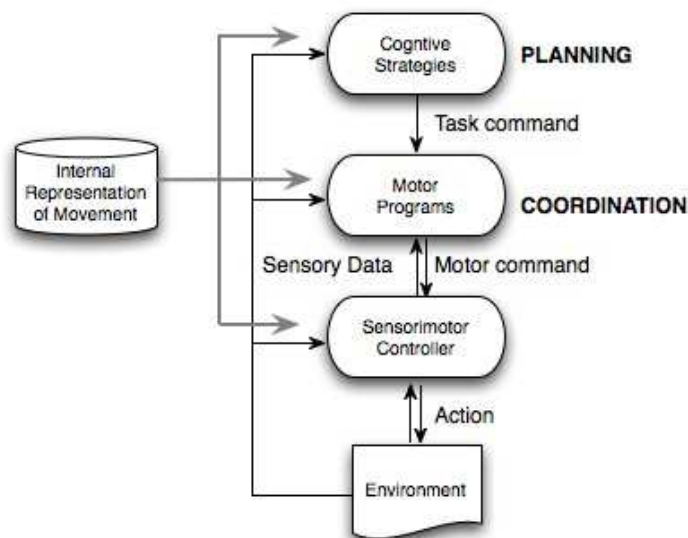 Cogntive
Strategies
PLANNING
Task command
Internal
Representation
of Movement
Motor
Programs
COORDINATION
Sensory Data
Motor command
Sensorimotor
Controller
Action
Environment